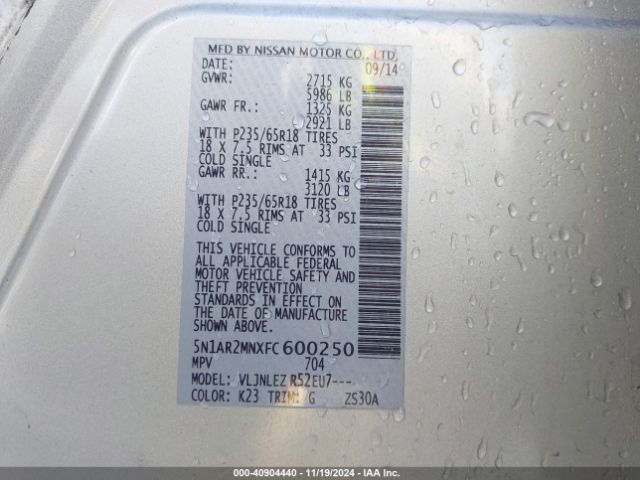 MFD BY NISSAN MOTOR CO., LTD.
DATE: 09/14
GVWR: 2715 KG
5986 LB
GAWR FR.: 1325 KG
2921 LB
WITH P235/65R18 TIRES
18 X 7.5 RIMS AT 33 PSI
COLD SINGLE
GAWR RR.: 1415 KG
3120 LB
WITH P235/65R18 TIRES
18 X 7.5 RIMS AT 33 PSI
COLD SINGLE
THIS VEHICLE CONFORMS TO
ALL APPLICABLE FEDERAL
MOTOR VEHICLE SAFETY AND
THEFT PREVENTION
STANDARDS IN EFFECT ON
THE DATE OF MANUFACTURE
SHOWN ABOVE.
5N1AR2MNXFC600250
MPV 704
MODEL: VLJNLEZ R52EU7---
COLOR: K23 TRIM: G ZS30A
000-40904440 - 11/19/2024 - IAA Inc.